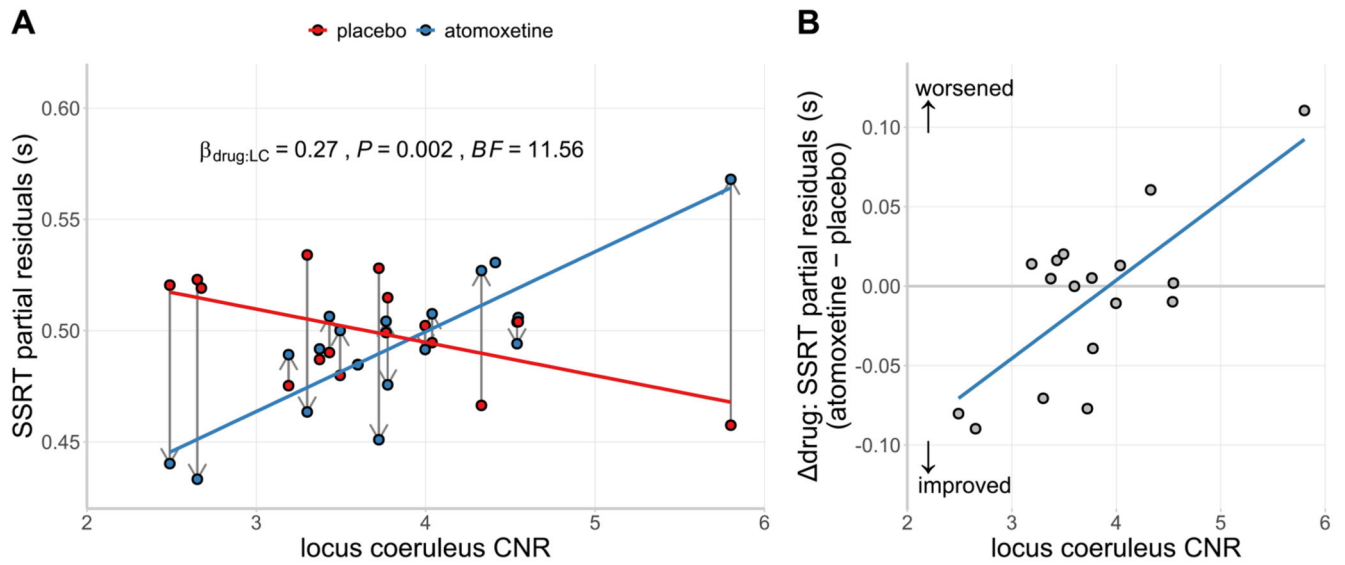 A
placebo atomoxetine
SSRT partial residuals (s)
0.60
0.55
0.50
0.45
β drug:LC = 0.27 , P = 0.002 , BF = 11.56
2 3 4 5 6
locus coeruleus CNR
B
Δdrug: SSRT partial residuals (s)
(atomoxetine − placebo)
worsened
0.10
0.05
0.00
-0.05
-0.10
improved
2 3 4 5 6
locus coeruleus CNR